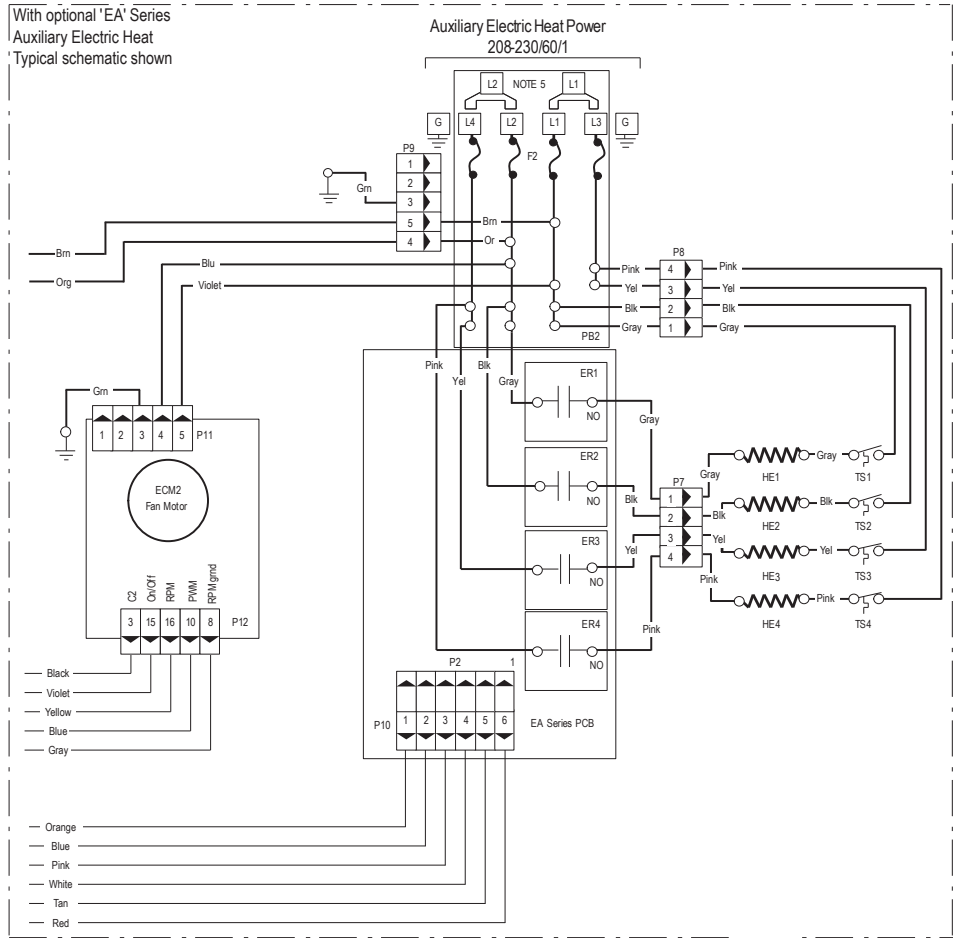 With optional 'EA' Series
Auxiliary Electric Heat
Typical schematic shown
Auxiliary Electric Heat Power
208-230/60/1
L2 NOTE 5 L1
G L4 L2 L1 L3 G
F2
P9
1
2
3
5
4
Grn
Brn
Or
Brn
Org
Blu
Violet
P8
Pink 4 Pink
Yel 3 Yel
Blk 2 Blk
Gray 1 Gray
PB2
Pink
Yel
Blk
Gray
ER1
NO
Gray
ER2
NO
Blk
ER3
NO
Yel
ER4
NO
Pink
P7
1
2
3
4
Gray
Blk
Yel
Pink
Gray
HE1 TS1
Blk
HE2 TS2
Yel
HE3 TS3
Pink
HE4 TS4
Grn
1 2 3 4 5 P11
ECM2
Fan Motor
C2
On/Off
RPM
PWM
RPM grnd
3 15 16 10 8 P12
Black
Violet
Yellow
Blue
Gray
P2 1
P10 1 2 3 4 5 6
EA Series PCB
Orange
Blue
Pink
White
Tan
Red